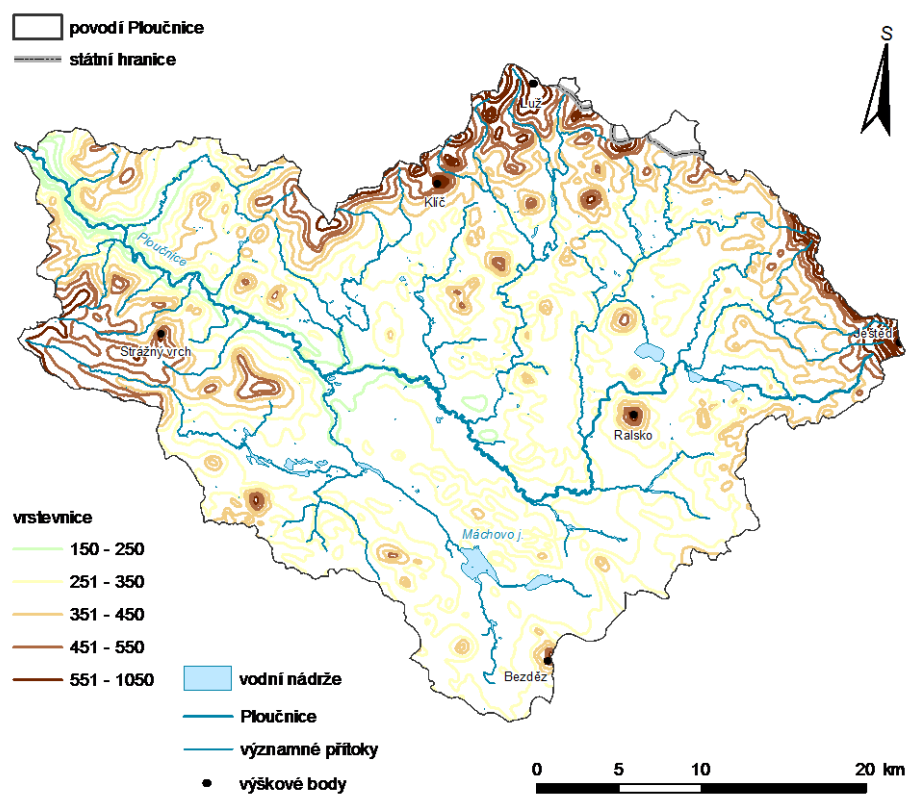 povodí Ploučnice
státní hranice
S
Luž
Klíč
Ploučnice
Ještěd
Strážný vrch
Ralsko
vrstevnice
150 - 250
251 - 350
351 - 450
451 - 550
551 - 1050
Máchovo j.
Bezděz
vodní nádrže
Ploučnice
významné přítoky
výškové body
0 5 10 20 km